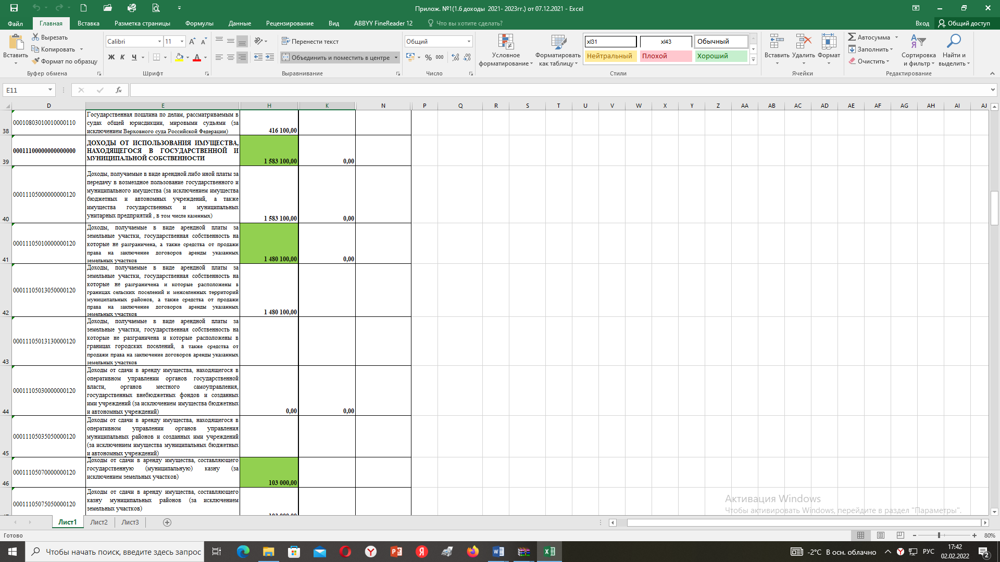 Прилож. №1(1.6 доходы 2021- 2023гг.) от 07.12.2021 - Excel
Файл Главная Вставка Разметка страницы Формулы Данные Рецензирование Вид ABBYY FineReader 12 Что вы хотите сделать? Вход Общий доступ
Вставить
Вырезать
Копировать
Формат по образцу
Буфер обмена
Calibri 11
Ж К Ч
Шрифт
Перенести текст
Объединить и поместить в центре
Выравнивание
Общий
% 000
Число
Условное форматирование
Форматировать как таблицу
xl31 xl43 Обычный
Нейтральный Плохой Хороший
Стили
Вставить Удалить Формат
Ячейки
Автосумма
Заполнить
Очистить
Сортировка и фильтр
Найти и выделить
Редактирование
E11 fx
D E H K N P Q R S T U V W X Y Z AA AB AC AD AE AF AG AH AI AJ
Государственная пошлина по делам, рассматриваемым в
судах общей юрисдикции, мировыми судьями (за
исключением Верховного суда Российской Федерации)
38 00010803010010000110 416 100,00
ДОХОДЫ ОТ ИСПОЛЬЗОВАНИЯ ИМУЩЕСТВА,
НАХОДЯЩЕГОСЯ В ГОСУДАРСТВЕННОЙ И
МУНИЦИПАЛЬНОЙ СОБСТВЕННОСТИ
39 00011100000000000000 1 583 100,00 0,00
Доходы, получаемые в виде арендной либо иной платы за
передачу в возмездное пользование государственного и
муниципального имущества (за исключением имущества
бюджетных и автономных учреждений, а также
имущества государственных и муниципальных
унитарных предприятий , в том числе казенных)
40 00011105000000000120 1 583 100,00 0,00
Доходы, получаемые в виде арендной платы за
земельные участки, государственная собственность на
которые не разграничена, а также средства от продажи
права на заключение договоров аренды указанных
земельных участков
41 00011105010000000120 1 480 100,00 0,00
Доходы, получаемые в виде арендной платы за
земельные участки, государственная собственность на
которые не разграничена и которые расположены в
границах сельских поселений и межселенных территорий
муниципальных районов, а также средства от продажи
права на заключение договоров аренды указанных
земельных участков
42 00011105013050000120 1 480 100,00
Доходы, получаемые в виде арендной платы за
земельные участки, государственная собственность на
которые не разграничена и которые расположены в
границах городских поселений, а также средства от
продажи права на заключение договоров аренды указанных
земельных участков
43 00011105013130000120
Доходы от сдачи в аренду имущества, находящегося в
оперативном управлении органов государственной
власти, органов местного самоуправления,
государственных внебюджетных фондов и созданных
ими учреждений (за исключением имущества бюджетных
и автономных учреждений)
44 00011105030000000120 0,00 0,00
Доходы от сдачи в аренду имущества, находящегося в
оперативном управлении органов управления
муниципальных районов и созданных ими учреждений
(за исключением имущества муниципальных бюджетных
и автономных учреждений)
45 00011105035050000120
Доходы от сдачи в аренду имущества, составляющего
государственную (муниципальную) казну (за
исключением земельных участков)
46 00011105070000000120 103 000,00
Доходы от сдачи в аренду имущества, составляющего
казну муниципальных районов (за исключением
земельных участков)
00011105075050000120
Активация Windows
Чтобы активировать Windows, перейдите в раздел "Параметры".
Лист1 Лист2 Лист3
Готово 80%
Чтобы начать поиск, введите здесь запрос
-2°C В осн. облачно РУС 17:42
02.02.2022
2